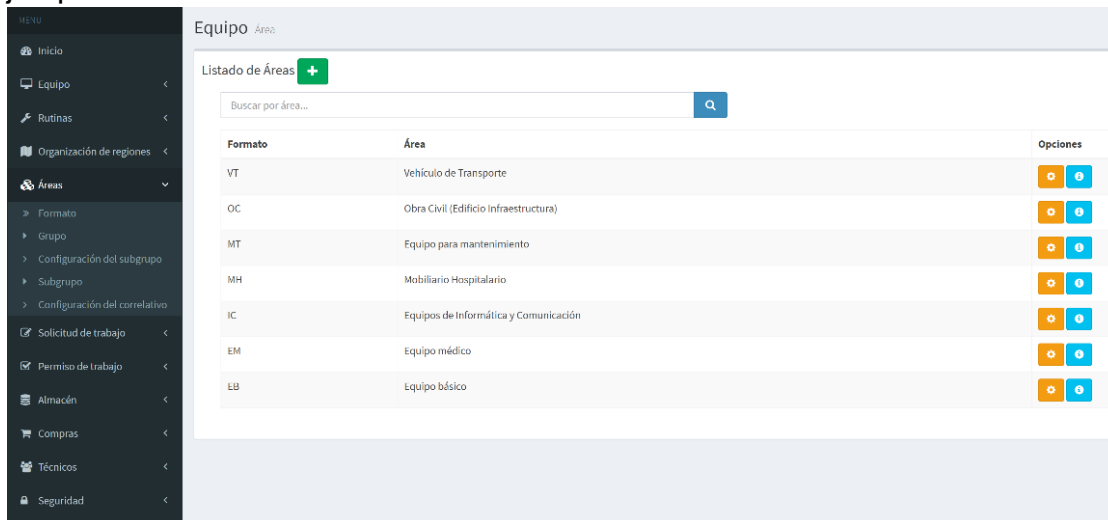 MENU
Inicio
Equipo
Rutinas
Organización de regiones
Áreas
Formato
Grupo
Configuración del subgrupo
Subgrupo
Configuración del correlativo
Solicitud de trabajo
Permiso de trabajo
Almacén
Compras
Técnicos
Seguridad
Equipo Área
Listado de Áreas
Buscar por área...
Formato Área Opciones
VT Vehículo de Transporte
OC Obra Civil (Edificio Infraestructura)
MT Equipo para mantenimiento
MH Mobiliario Hospitalario
IC Equipos de Informática y Comunicación
EM Equipo médico
EB Equipo básico